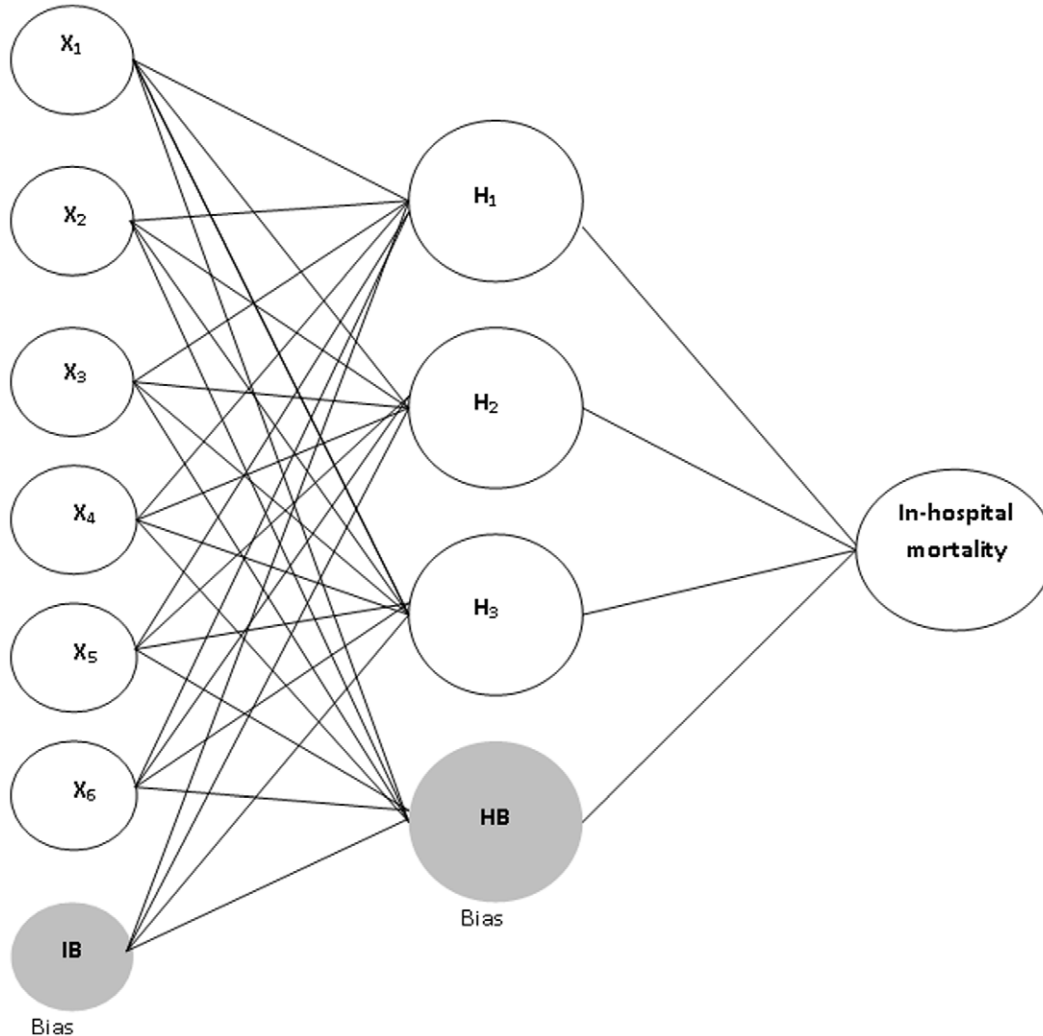 X₁
X₂
X₃
X₄
X₅
X₆
IB
Bias
H₁
H₂
H₃
HB
Bias
In-hospital
mortality